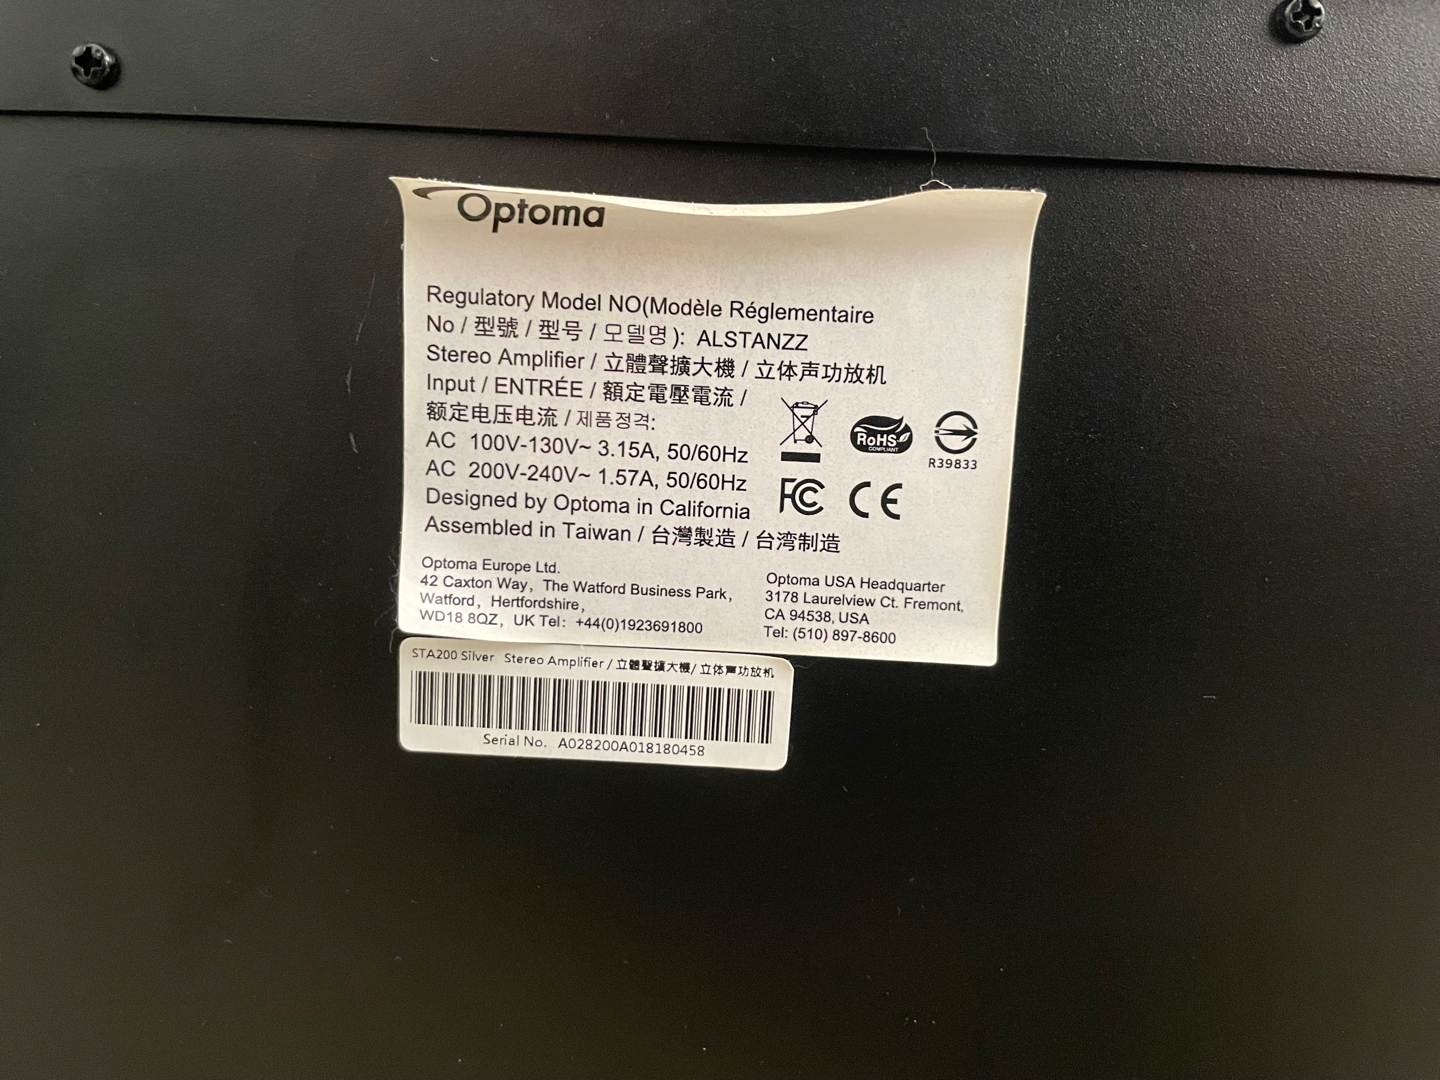 Optoma
Regulatory Model NO(Modèle Réglementaire
No / 型號 / 型号 / 모델명 ): ALSTANZZ
Stereo Amplifier / 立體聲擴大機 / 立体声功放机
Input / ENTRÉE / 額定電壓電流 /
额定电压电流 / 제품정격:
AC 100V-130V~ 3.15A, 50/60Hz
AC 200V-240V~ 1.57A, 50/60Hz
Designed by Optoma in California
Assembled in Taiwan / 台灣製造 / 台湾制造
RoHS
COMPLIANT
R39833
FC CE
Optoma Europe Ltd.
42 Caxton Way, The Watford Business Park,
Watford, Hertfordshire,
WD18 8QZ, UK Tel: +44(0)1923691800
Optoma USA Headquarter
3178 Laurelview Ct. Fremont,
CA 94538, USA
Tel: (510) 897-8600
STA200 Silver Stereo Amplifier / 立體聲擴大機/ 立体声功放机
Serial No. A028200A018180458